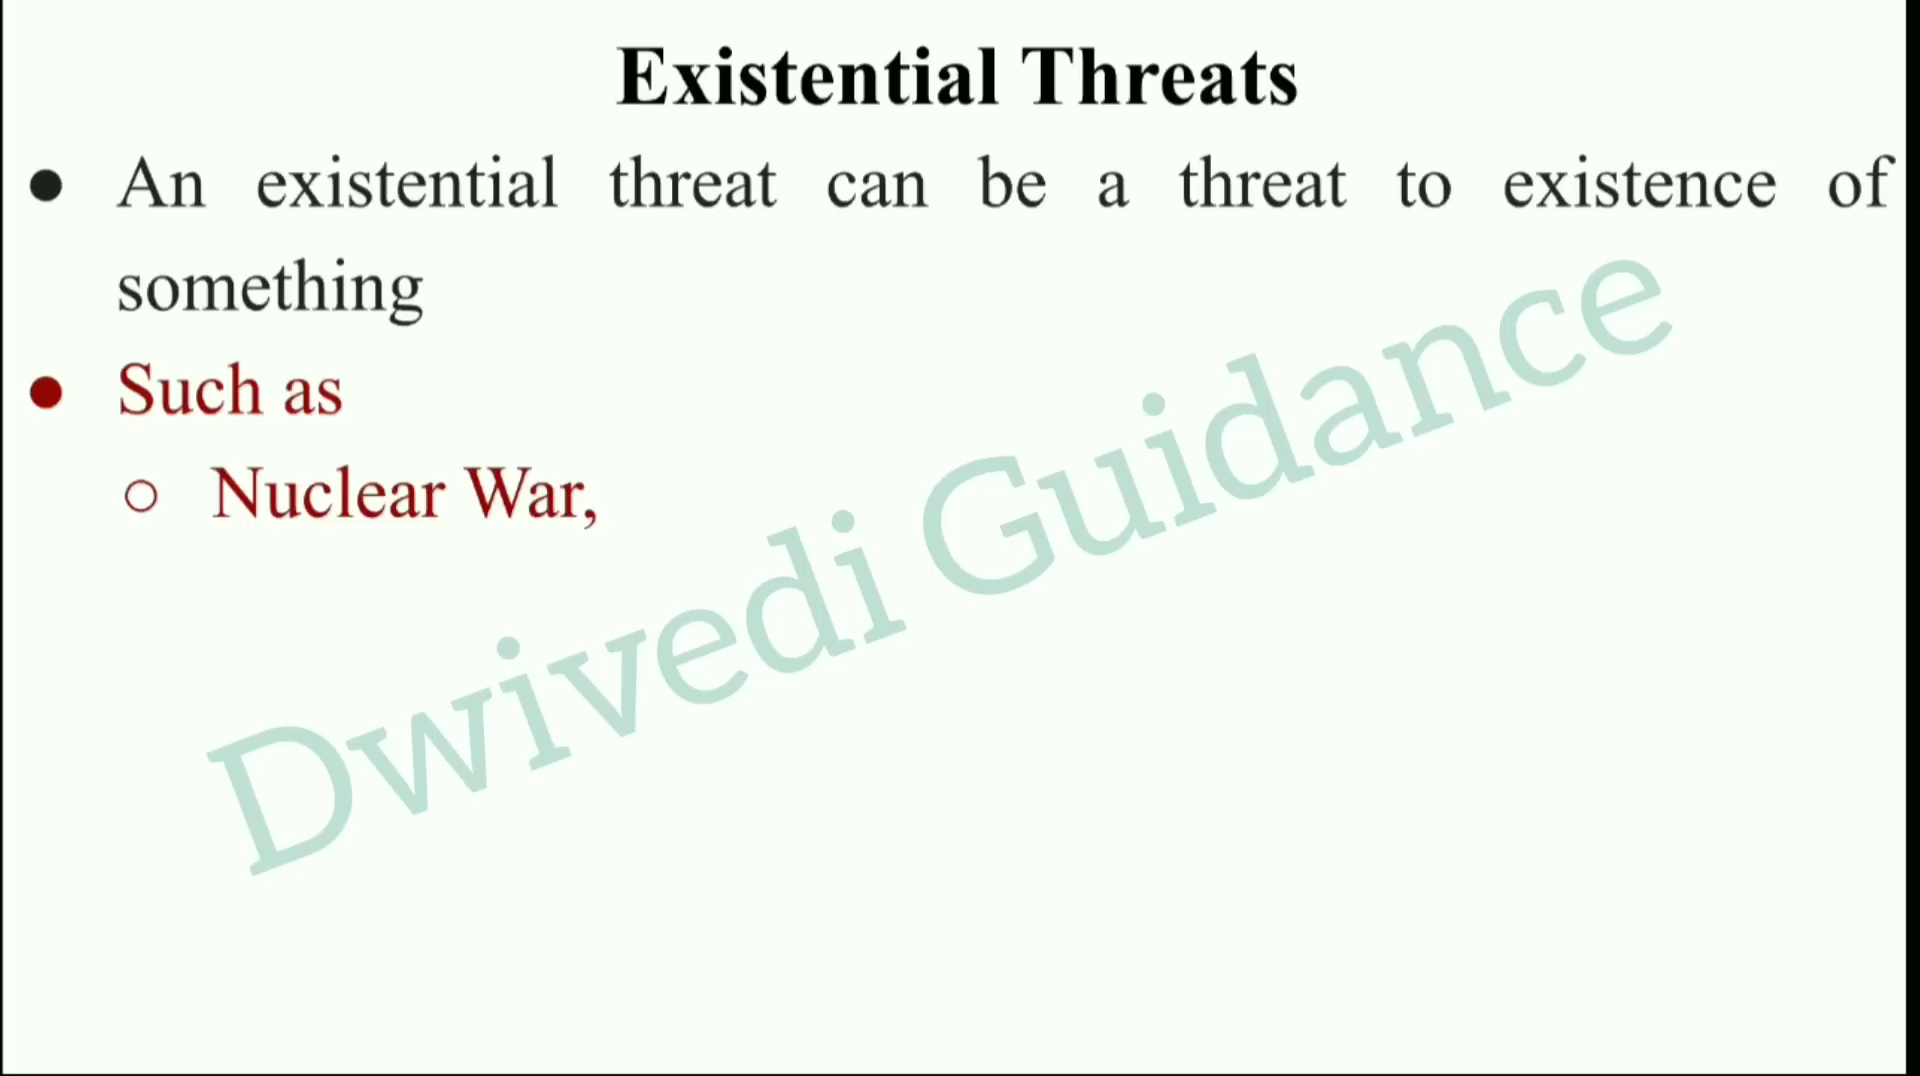 Existential Threats
● An existential threat can be a threat to existence of
something
● Such as
○ Nuclear War,
Dwivedi Guidance